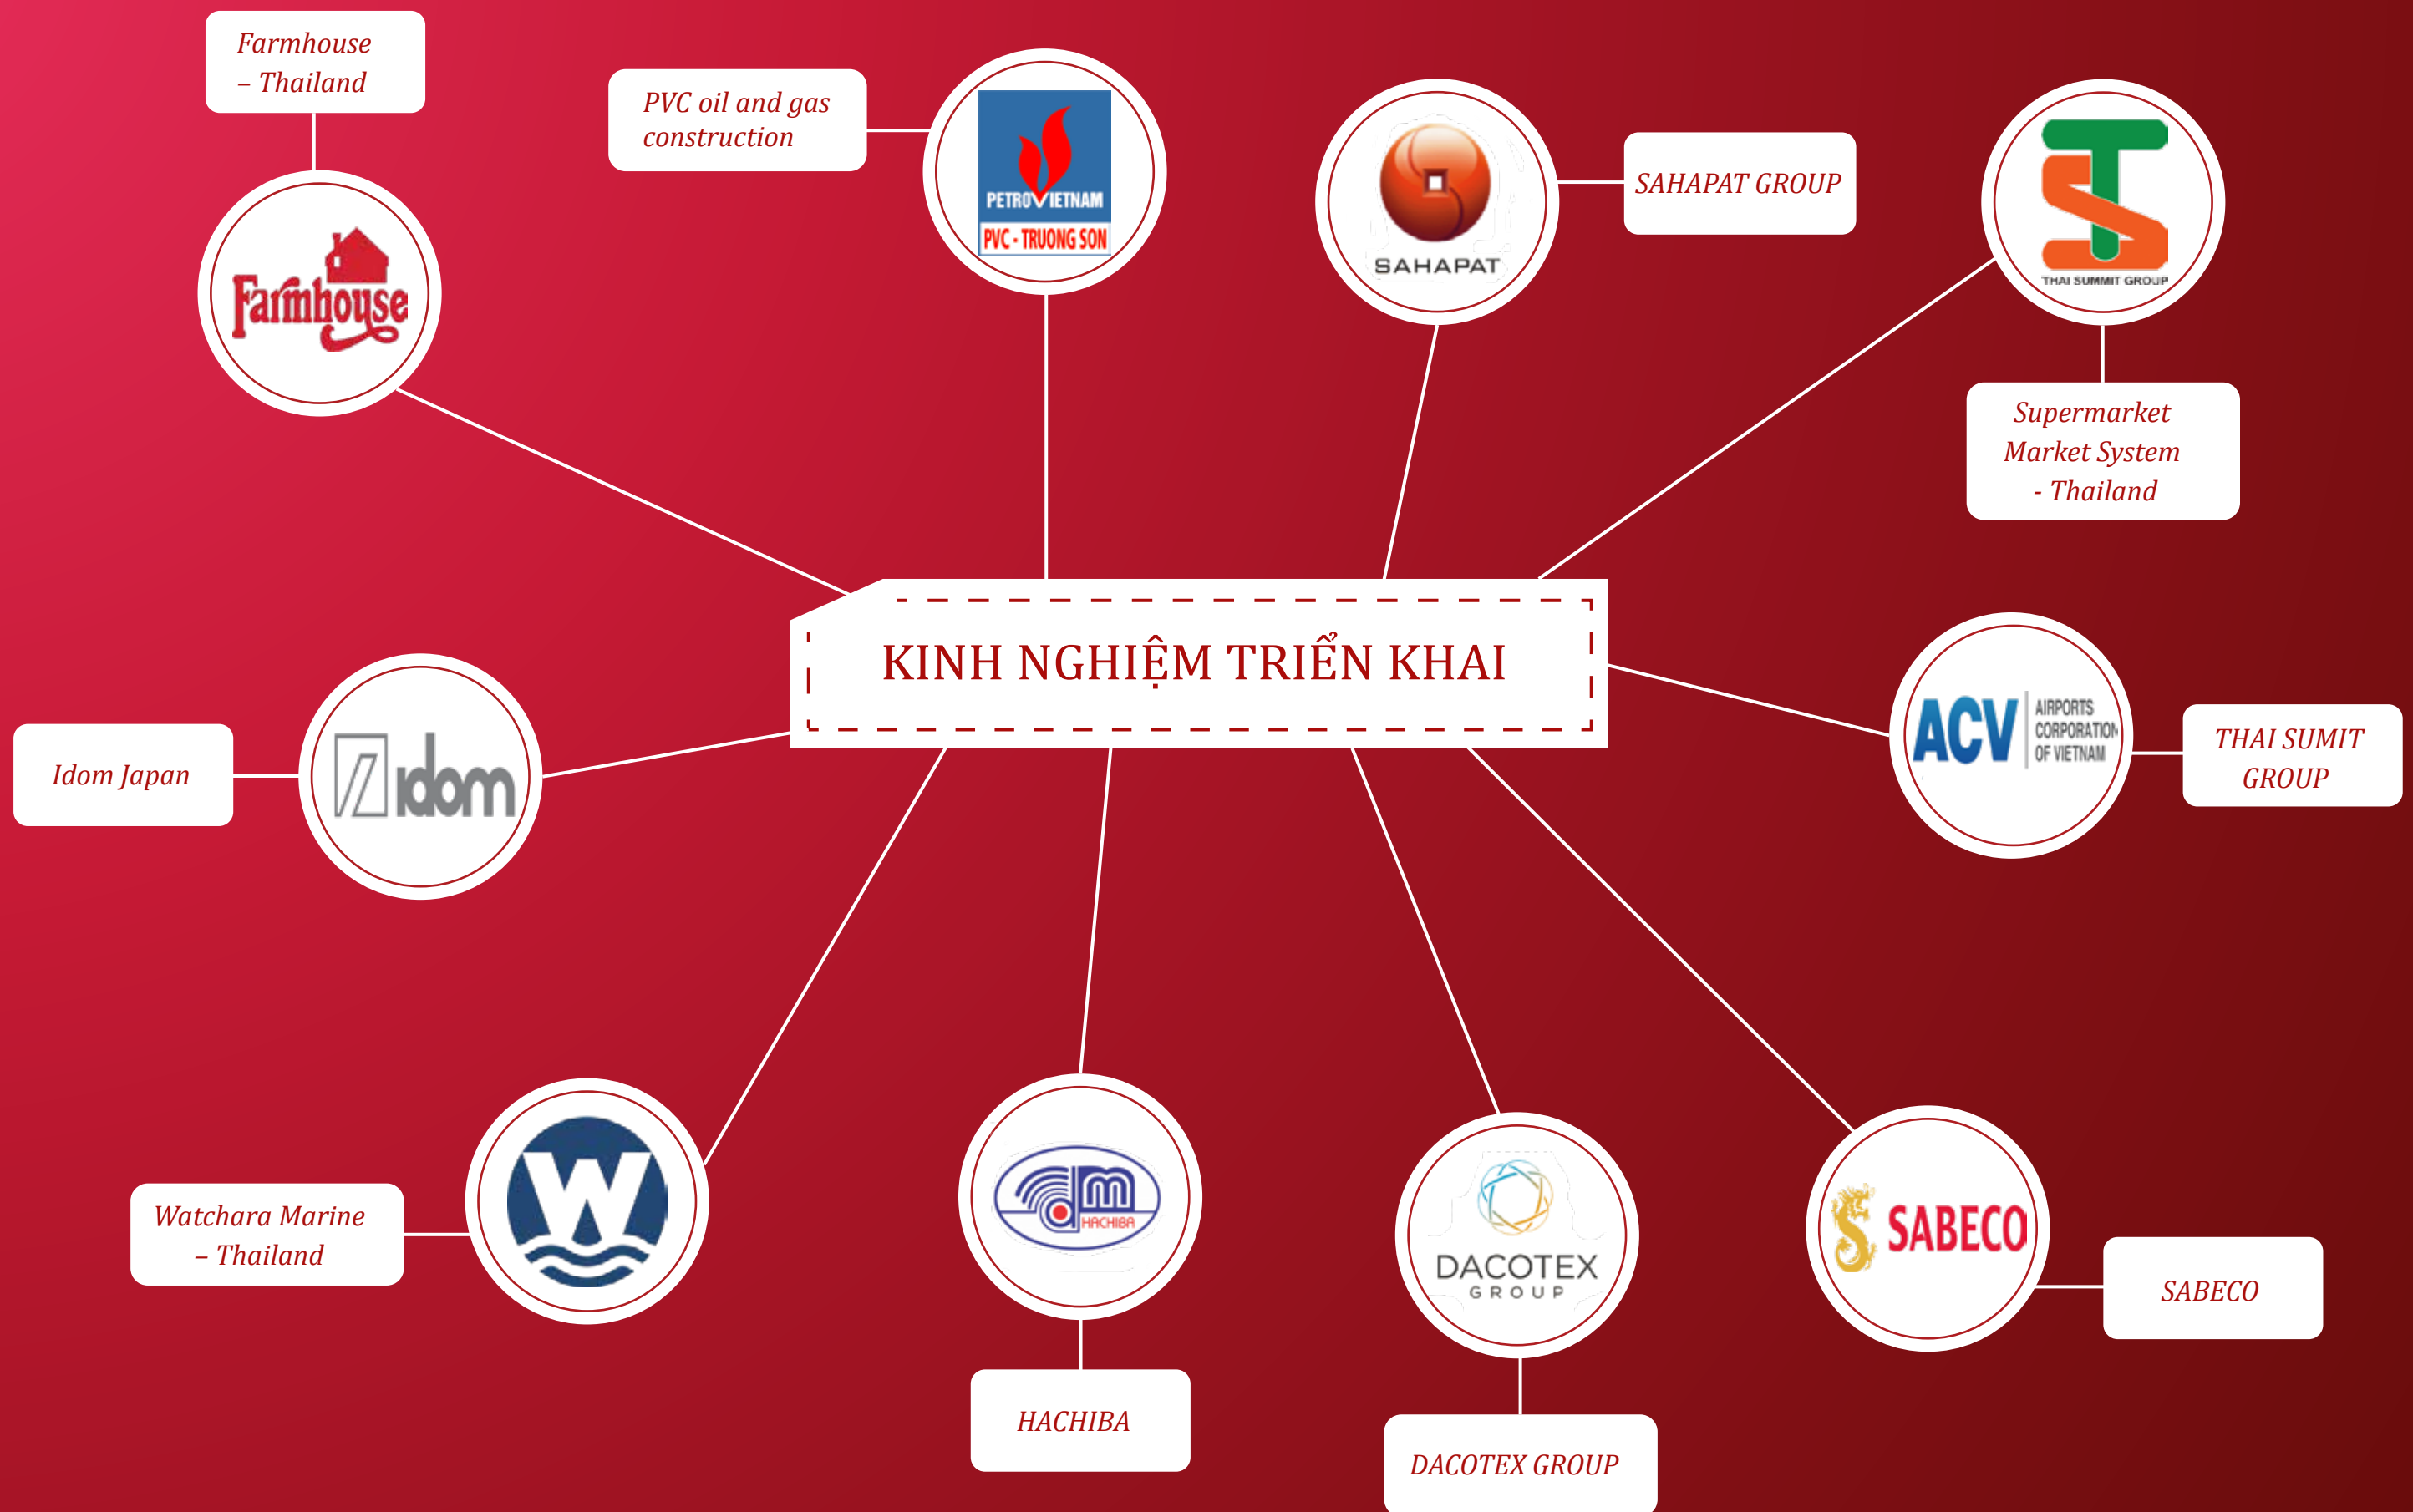 Farmhouse
– Thailand
Farmhouse
PVC oil and gas
construction
PETROVIETNAM
PVC - TRUONG SON
SAHAPAT
SAHAPAT GROUP
TS
THAI SUMMIT GROUP
Supermarket
Market System
- Thailand
KINH NGHIỆM TRIỂN KHAI
Idom Japan
idom
ACV
AIRPORTS
CORPORATION
OF VIETNAM
THAI SUMIT
GROUP
Watchara Marine
– Thailand
W
dm
HACHIBA
HACHIBA
DACOTEX
GROUP
DACOTEX GROUP
SABECO
SABECO